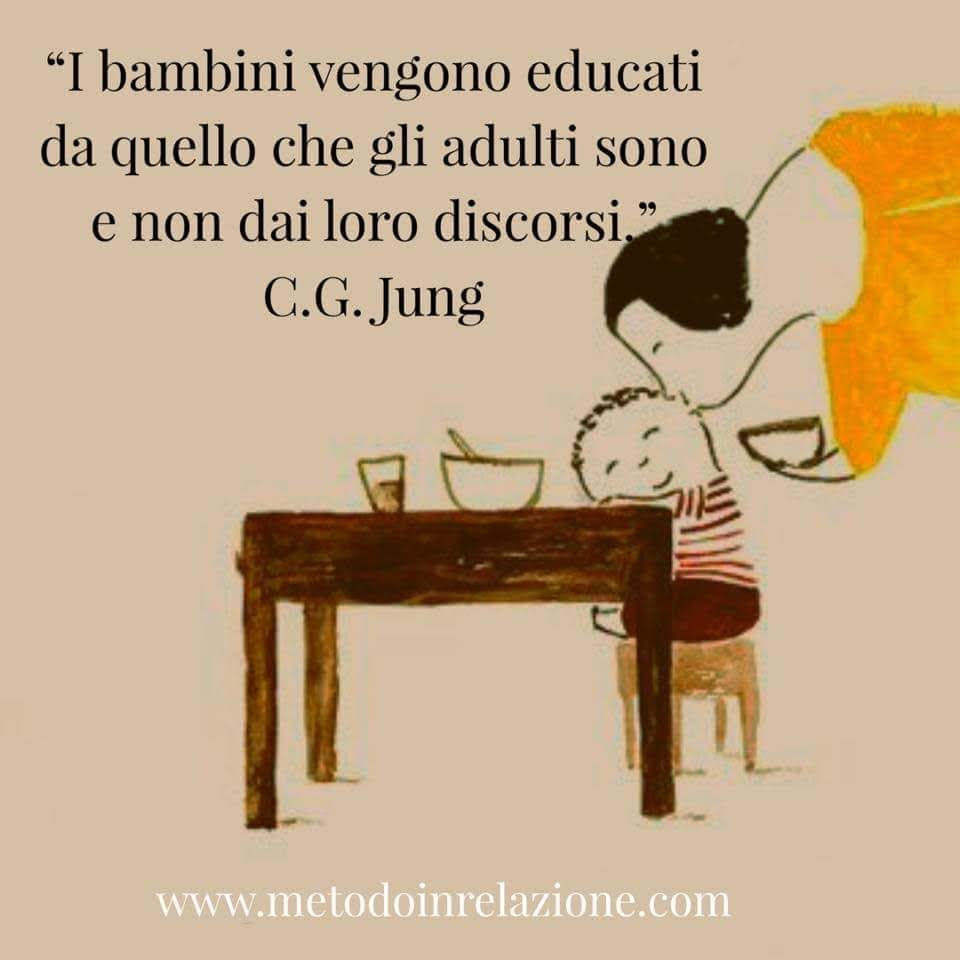 “I bambini vengono educati
da quello che gli adulti sono
e non dai loro discorsi.”
C.G. Jung
www.metodoinrelazione.com